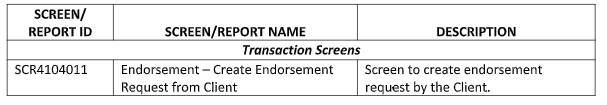 SCREEN/
REPORT ID
SCREEN/REPORT NAME
DESCRIPTION
Transaction Screens
SCR4104011
Endorsement – Create Endorsement
Request from Client
Screen to create endorsement
request by the Client.